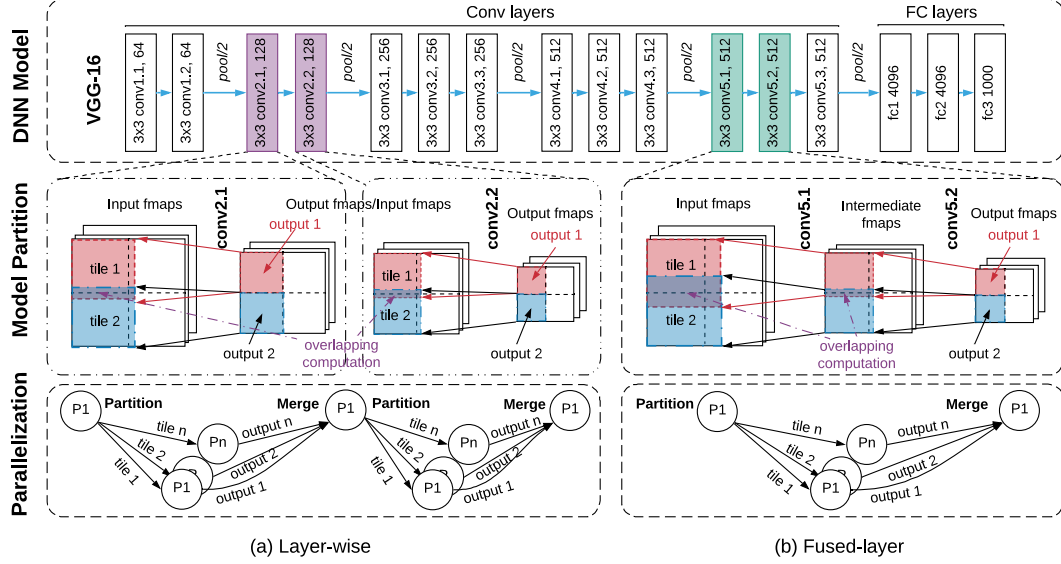 DNN Model
VGG-16
Conv layers
FC layers
3x3 conv1.1, 64
3x3 conv1.2, 64
pool/2
3x3 conv2.1, 128
3x3 conv2.2, 128
pool/2
3x3 conv3.1, 256
3x3 conv3.2, 256
3x3 conv3.3, 256
pool/2
3x3 conv4.1, 512
3x3 conv4.2, 512
3x3 conv4.3, 512
pool/2
3x3 conv5.1, 512
3x3 conv5.2, 512
3x3 conv5.3, 512
pool/2
fc1 4096
fc2 4096
fc3 1000
Model Partition
Input fmaps
conv2.1
Output fmaps/Input fmaps
conv2.2
Output fmaps
output 1
output 1
tile 1
tile 2
tile 1
tile 2
output 2
output 2
overlapping
computation
Input fmaps
conv5.1
Intermediate
fmaps
conv5.2
Output fmaps
output 1
tile 1
tile 2
overlapping
computation
output 2
Parallelization
P1
Partition
Merge
P1
Partition
Merge
P1
tile n
tile 2
tile 1
Pn
P1
output n
output 2
output 1
tile n
tile 2
tile 1
Pn
P1
output n
output 2
output 1
Partition
P1
Merge
P1
tile n
tile 2
tile 1
Pn
P1
output n
output 2
output 1
(a) Layer-wise
(b) Fused-layer